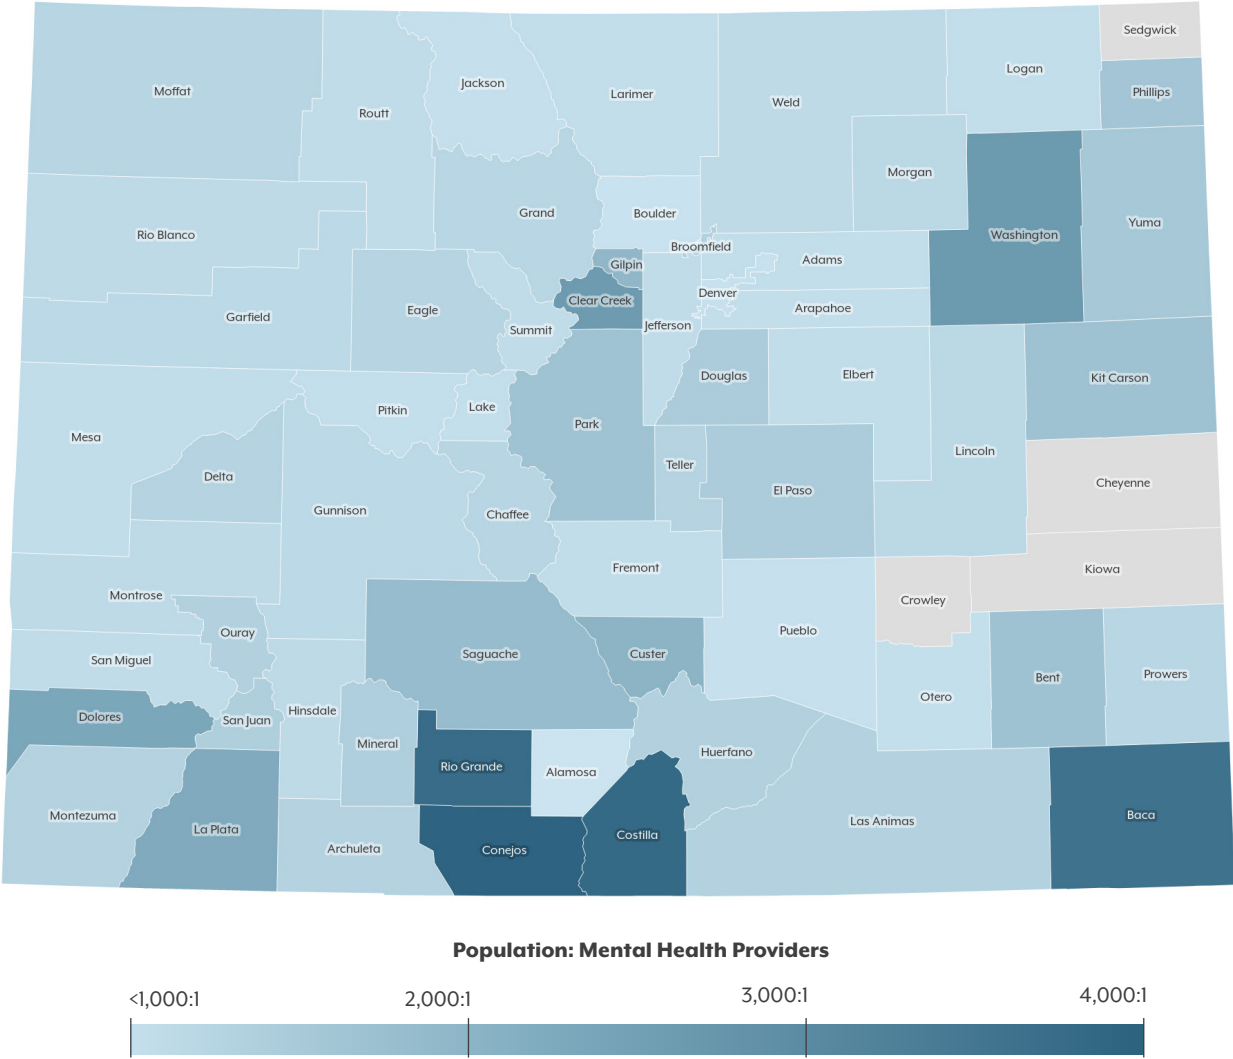 Sedgwick
Logan
Jackson
Moffat
Larimer
Phillips
Weld
Routt
Morgan
Grand
Boulder
Yuma
Rio Blanco
Washington
Broomfield
Gilpin
Adams
Denver
Clear Creek
Eagle
Arapahoe
Garfield
Summit
Jefferson
Douglas
Elbert
Kit Carson
Pitkin
Lake
Park
Mesa
Lincoln
Teller
Delta
Cheyenne
El Paso
Gunnison
Chaffee
Fremont
Kiowa
Montrose
Crowley
Ouray
Pueblo
San Miguel
Saguache
Custer
Prowers
Bent
Otero
Dolores
San Juan
Hinsdale
Mineral
Huerfano
Rio Grande
Alamosa
Montezuma
Baca
Las Animas
La Plata
Costilla
Archuleta
Conejos
Population: Mental Health Providers
<1,000:1 2,000:1 3,000:1 4,000:1